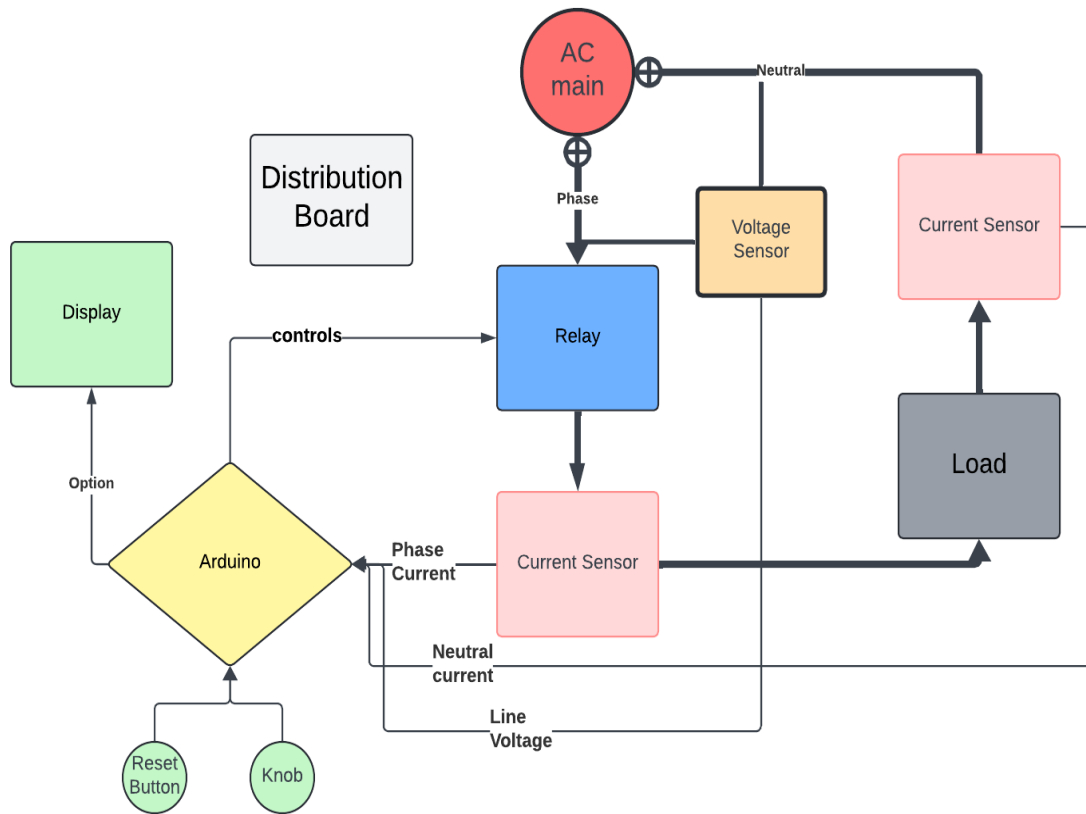 AC
main
Neutral
Distribution
Board
Phase
Voltage
Sensor
Current Sensor
Display
controls
Relay
Load
Option
Arduino
Phase
Current
Current Sensor
Neutral
current
Line
Voltage
Reset
Button
Knob